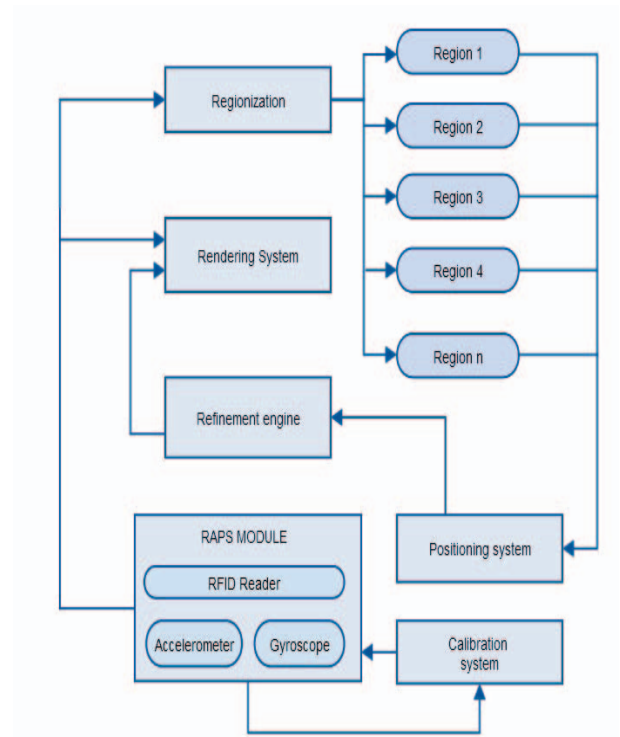 Regionization
Region 1
Region 2
Region 3
Region 4
Region n
Rendering System
Refinement engine
RAPS MODULE
RFID Reader
Accelerometer
Gyroscope
Positioning system
Calibration
system